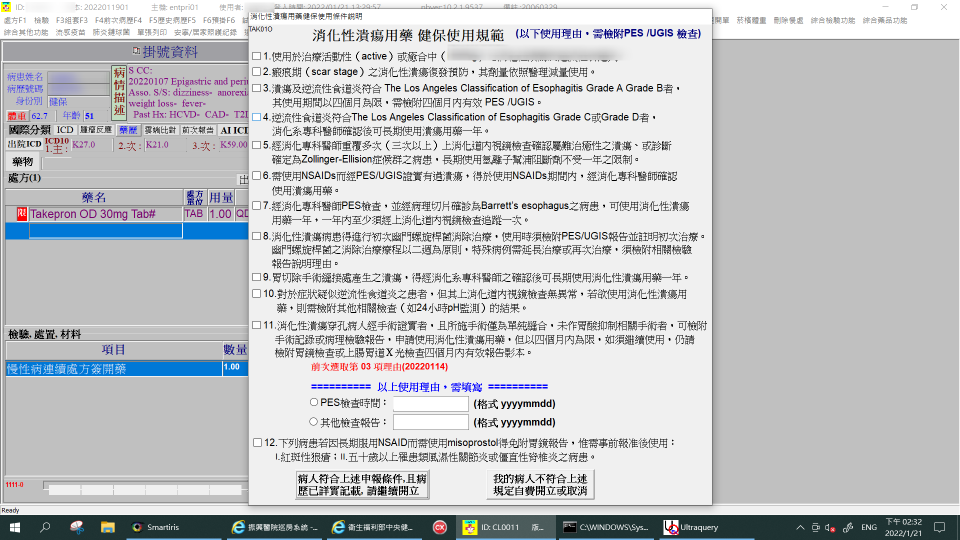 ID: CL0011
ID: 2022011901
主機: entpri01
使用者:
處方F1 檢驗F3 組套F3 前次病歷F4 歷史病歷F5 預掛F6
開單 菸檳體重 刪除餐處 綜合檢驗功能 綜合藥品功能
綜合其他功能 流感疫苗 肺炎鏈球菌 單張列印 安寧/居家照護紀錄
掛號資料
病患姓名
病歷號碼
身份別 健保
體重 62.7 年齡 51
病情描述
S CC:
20220107 Epigastric and peri
Asso. S/S: dizziness- anorexi
weight loss- fever-
Past Hx: HCVD- CAD- T2I
國際分類 ICD 腫瘤反應 藥歷 雲端比對 前次報告 AI ICD
出院ICD ICD10 1.主: K27.0 2.次: K21.0 3.次: K59.00
藥物
處方(1)
藥名 處方單位 用量
限 Takepron OD 30mg Tab# TAB 1.00 QD
檢驗, 處置, 材料
項目 數量
慢性病連續處方簽開藥 1.00
1111-0
Ready
消化性潰瘍用藥健保使用條件說明
TAK01O
消化性潰瘍用藥 健保使用規範 (以下使用理由，需檢附PES /UGIS 檢查)
1.使用於治療活動性（active）或癒合中（
2.瘢痕期（scar stage）之消化性潰瘍復發預防，其劑量依醫理減量使用。
3.潰瘍及逆流性食道炎符合 The Los Angeles Classification of Esophagitis Grade A Grade B者，
其使用期間以四個月為限，需檢附四個月內有效 PES /UGIS。
4.逆流性食道炎符合The Los Angeles Classification of Esophagitis Grade C或Grade D者，
消化系專科醫師確認後可長期使用潰瘍用藥一年。
5.經消化專科醫師重覆多次（三次以上）上消化道內視鏡檢查確認屬難治癒性之潰瘍、或診斷
確定為Zollinger-Ellision症候群之病患，長期使用氫離子幫浦阻斷劑不受一年之限制。
6.需使用NSAIDs而經PES/UGIS證實有過潰瘍，得於使用NSAIDs期間內，經消化專科醫師確認
使用潰瘍用藥。
7.經消化專科醫師PES檢查，並經病理切片確診為Barrett's esophagus之病患，可使用消化性潰瘍
用藥一年，一年內至少須經上消化道內視鏡檢查追蹤一次。
8.消化性潰瘍病患得進行初次幽門螺旋桿菌消除治療，使用時須檢附PES/UGIS報告並註明初次治療。
幽門螺旋桿菌之消除治療療程以二週為原則，特殊病例需延長治療或再次治療，須檢附相關檢驗
報告說明理由。
9.胃切除手術縫接處產生之潰瘍，得經消化系專科醫師之確認後可長期使用消化性潰瘍用藥一年。
10.對於症狀疑似逆流性食道炎之患者，但其上消化道內視鏡檢查無異常，若欲使用消化性潰瘍用
藥，則需檢附其他相關檢查（如24小時pH監測）的結果。
11.消化性潰瘍穿孔病人經手術證實者，且所施手術僅為單純縫合，未作胃酸抑制相關手術者，可檢附
手術記錄或病理檢驗報告，申請使用消化性潰瘍用藥，但以四個月內為限，如須繼續使用，仍請
檢附胃鏡檢查或上腸胃道X光檢查四個月內有效報告影本。
前次選取第 03 項理由(20220114)
========== 以上使用理由，需填寫 ==========
PES檢查時間： (格式 yyyymmdd)
其他檢查報告： (格式 yyyymmdd)
12.下列病患若因長期服用NSAID而需使用misoprostol得免附胃鏡報告，惟需事前報准後使用：
I.紅斑性狼瘡；II.五十歲以上罹患類風濕性關節炎或僵直性脊椎炎之病患。
病人符合上述申報條件,且病歷已詳實記載, 請繼續開立
我的病人不符合上述規定自費開立或取消
Smartiris
振興醫院巡房系統 -...
衛生福利部中央健...
ID: CL0011 版...
C:\WINDOWS\Sys...
Ultraquery
ENG
下午 02:32
2022/1/21